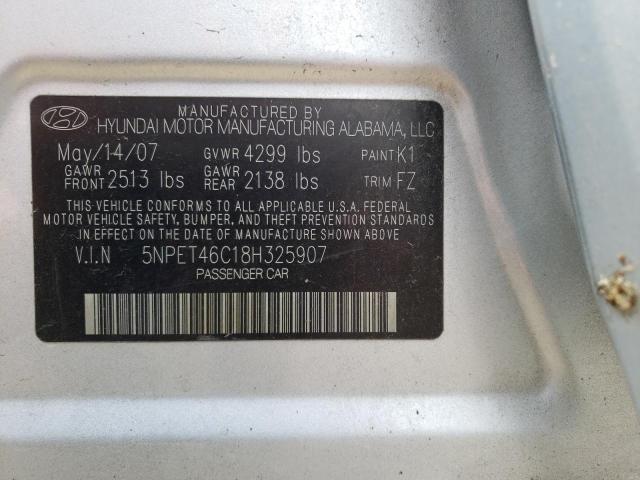 MANUFACTURED BY
HYUNDAI MOTOR MANUFACTURING ALABAMA, LLC
May/14/07 GVWR 4299 lbs PAINT K1
GAWR FRONT 2513 lbs GAWR REAR 2138 lbs TRIM FZ
THIS VEHICLE CONFORMS TO ALL APPLICABLE U.S.A. FEDERAL
MOTOR VEHICLE SAFETY, BUMPER, AND THEFT PREVENTION STANDARDS
IN EFFECT ON THE DATE OF MANUFACTURE SHOWN ABOVE
V.I.N 5NPET46C18H325907
PASSENGER CAR